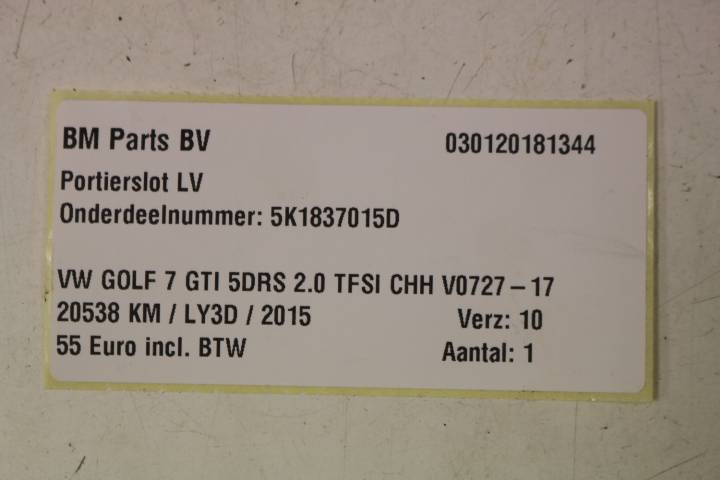 BM Parts BV 030120181344
Portierslot LV
Onderdeelnummer: 5K1837015D
VW GOLF 7 GTI 5DRS 2.0 TFSI CHH V0727-17
20538 KM / LY3D / 2015 Verz: 10
55 Euro incl. BTW Aantal: 1